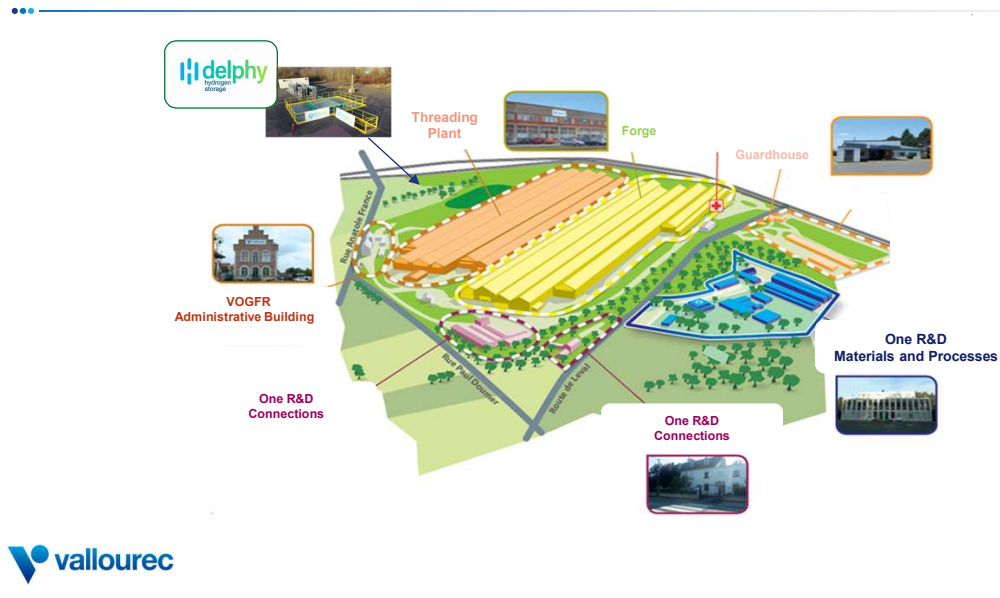 delphy
hydrogen
storage
Threading
Plant
Forge
Guardhouse
Rue Anatole France
VOGFR
Administrative Building
One R&D
Materials and Processes
Rue Paul Doumer
Route de Leval
One R&D
Connections
One R&D
Connections
vallourec